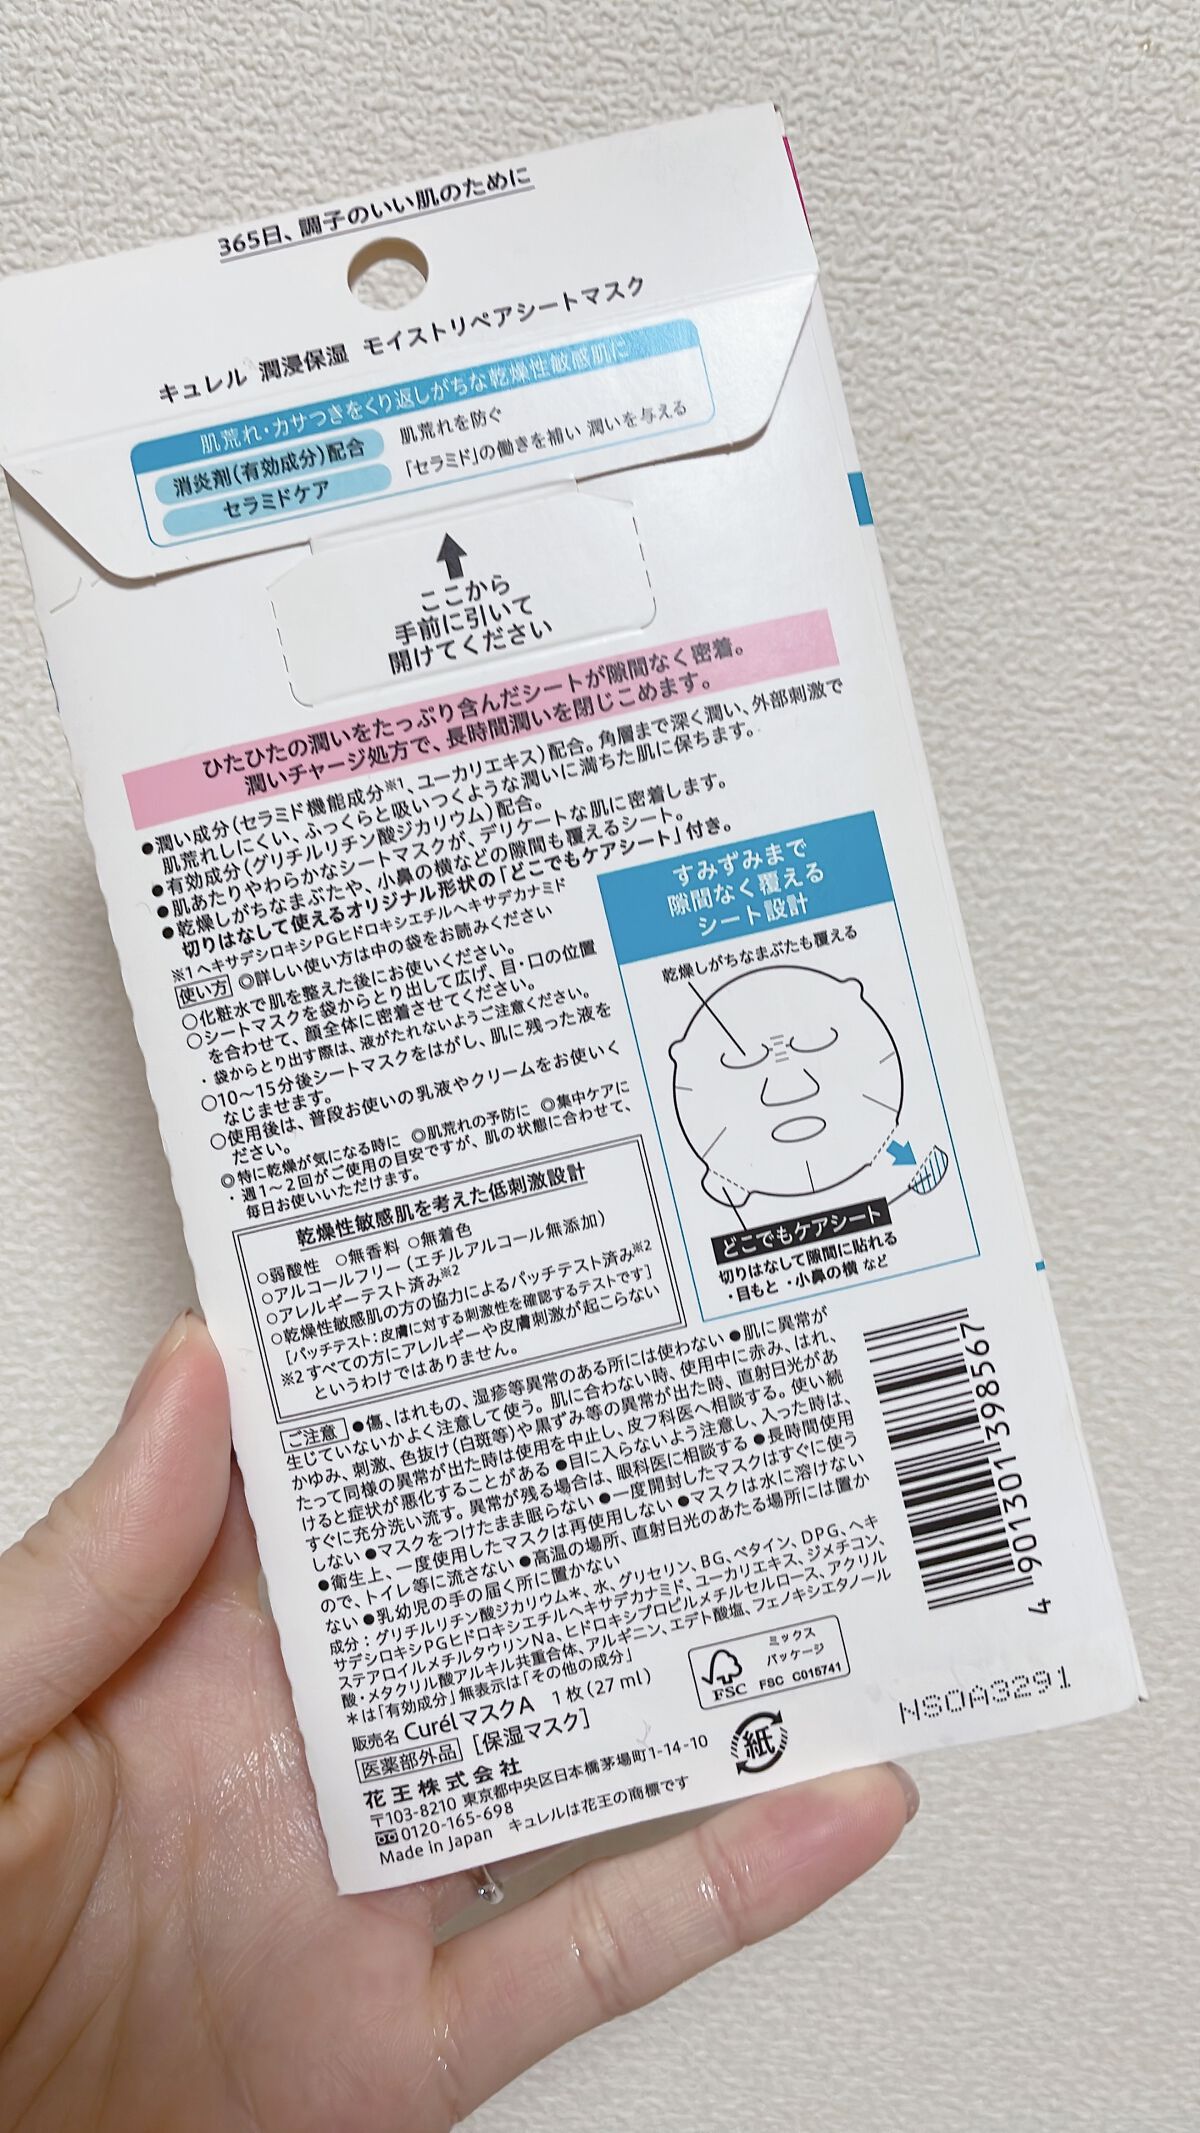 365日、調子のいい肌のために
キュレル 潤浸保湿 モイストリペアシートマスク
肌荒れ・カサつきをくり返しがちな乾燥性敏感肌に
消炎剤(有効成分)配合 肌荒れを防ぐ
セラミドケア 「セラミド」の働きを補い 潤いを与える
ここから
手前に引いて
開けてください
ひたひたの潤いをたっぷり含んだシートが隙間なく密着。
潤いチャージ処方で、長時間潤いを閉じこめます。
●潤い成分(セラミド機能成分※1、ユーカリエキス)配合。角層まで深く潤い、外部刺激で
肌荒れしにくい、ふっくらと吸いつくような潤いに満ちた肌に保ちます。
●有効成分(グリチルリチン酸ジカリウム)配合。
●肌あたりやわらかなシートマスクが、デリケートな肌に密着します。
●乾燥しがちなまぶたや、小鼻の横などの隙間も覆えるシート。
切りはなして使えるオリジナル形状の「どこでもケアシート」付き。
※1 ヘキサデシロキシPGヒドロキシエチルヘキサデカナミド
使い方 ◎詳しい使い方は中の袋をお読みください
○化粧水で肌を整えた後にお使いください。
○シートマスクを袋からとり出して広げ、目・口の位置
を合わせて、顔全体に密着させてください。
・袋からとり出す際は、液がたれないようご注意ください。
○10〜15分後シートマスクをはがし、肌に残った液を
なじませます。
○使用後は、普段お使いの乳液やクリームをお使いく
ださい。
◎特に乾燥が気になる時に ◎肌荒れの予防に ◎集中ケアに
・週1〜2回がご使用の目安ですが、肌の状態に合わせて、
毎日お使いいただけます。
すみずみまで
隙間なく覆える
シート設計
乾燥しがちなまぶたも覆える
どこでもケアシート
切りはなして隙間に貼れる
・目もと ・小鼻の横 など
乾燥性敏感肌を考えた低刺激設計
○弱酸性 ○無香料 ○無着色
○アルコールフリー(エチルアルコール無添加)
○アレルギーテスト済み※2
○乾燥性敏感肌の方の協力によるパッチテスト済み※2
[パッチテスト:皮膚に対する刺激性を確認するテストです]
※2 すべての方にアレルギーや皮膚刺激が起こらない
というわけではありません。
ご注意 ●傷、はれもの、湿疹等異常のある所には使わない ●肌に異常が
生じていないかよく注意して使う。肌に合わない時、使用中に赤み、はれ、
かゆみ、刺激、色抜け(白斑等)や黒ずみ等の異常が出た時、直射日光があ
たって同様の異常が出た時は使用を中止し、皮フ科医へ相談する。使い続
けると症状が悪化することがある ●目に入らないよう注意し、入った時は、
すぐに充分洗い流す。異常が残る場合は、眼科医に相談する ●長時間使用
しない ●マスクをつけたまま眠らない ●一度開封したマスクはすぐに使う
●衛生上、一度使用したマスクは再使用しない ●マスクは水に溶けない
ので、トイレ等に流さない ●高温の場所、直射日光のあたる場所には置か
ない ●乳幼児の手の届く所に置かない
成分:グリチルリチン酸ジカリウム*、水、グリセリン、BG、ベタイン、DPG、ヘキ
サデシロキシPGヒドロキシエチルヘキサデカナミド、ユーカリエキス、ジメチコン、
ステアロイルメチルタウリンNa、ヒドロキシプロピルメチルセルロース、アクリル
酸・メタクリル酸アルキル共重合体、アルギニン、エデト酸塩、フェノキシエタノール
*は「有効成分」無表示は「その他の成分」
販売名 CurélマスクA 1枚(27ml)
医薬部外品 [保湿マスク]
花王株式会社
〒103-8210 東京都中央区日本橋茅場町1-14-10
0120-165-698
Made in Japan キュレルは花王の商標です
ミックス
パッケージ
FSC FSC C015741
紙
4 901301 398567
NSOA3291